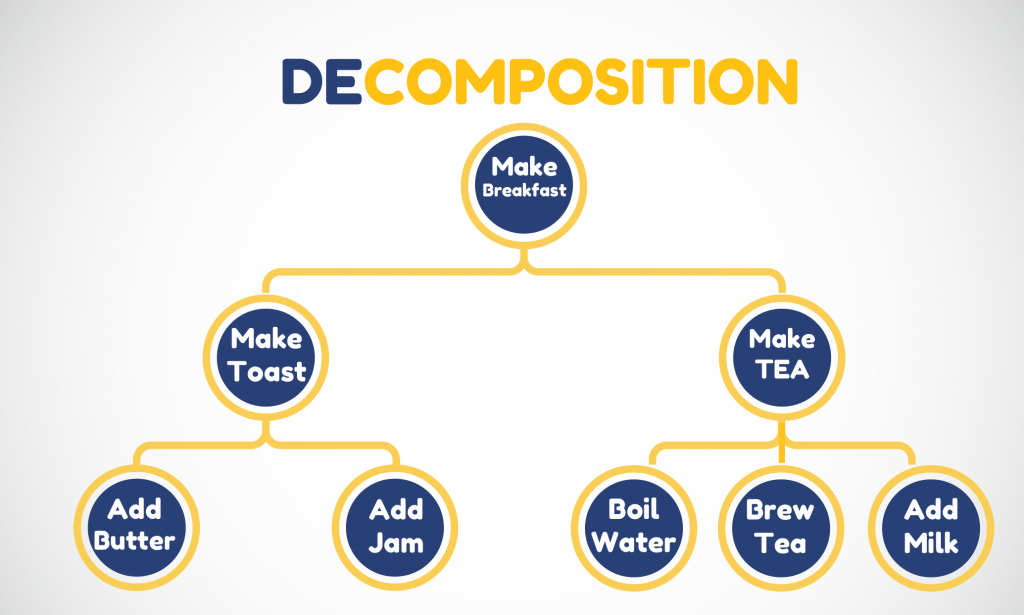 DECOMPOSITION
Make
Breakfast
Make
Toast
Make
TEA
Add
Butter
Add
Jam
Boil
Water
Brew
Tea
Add
Milk